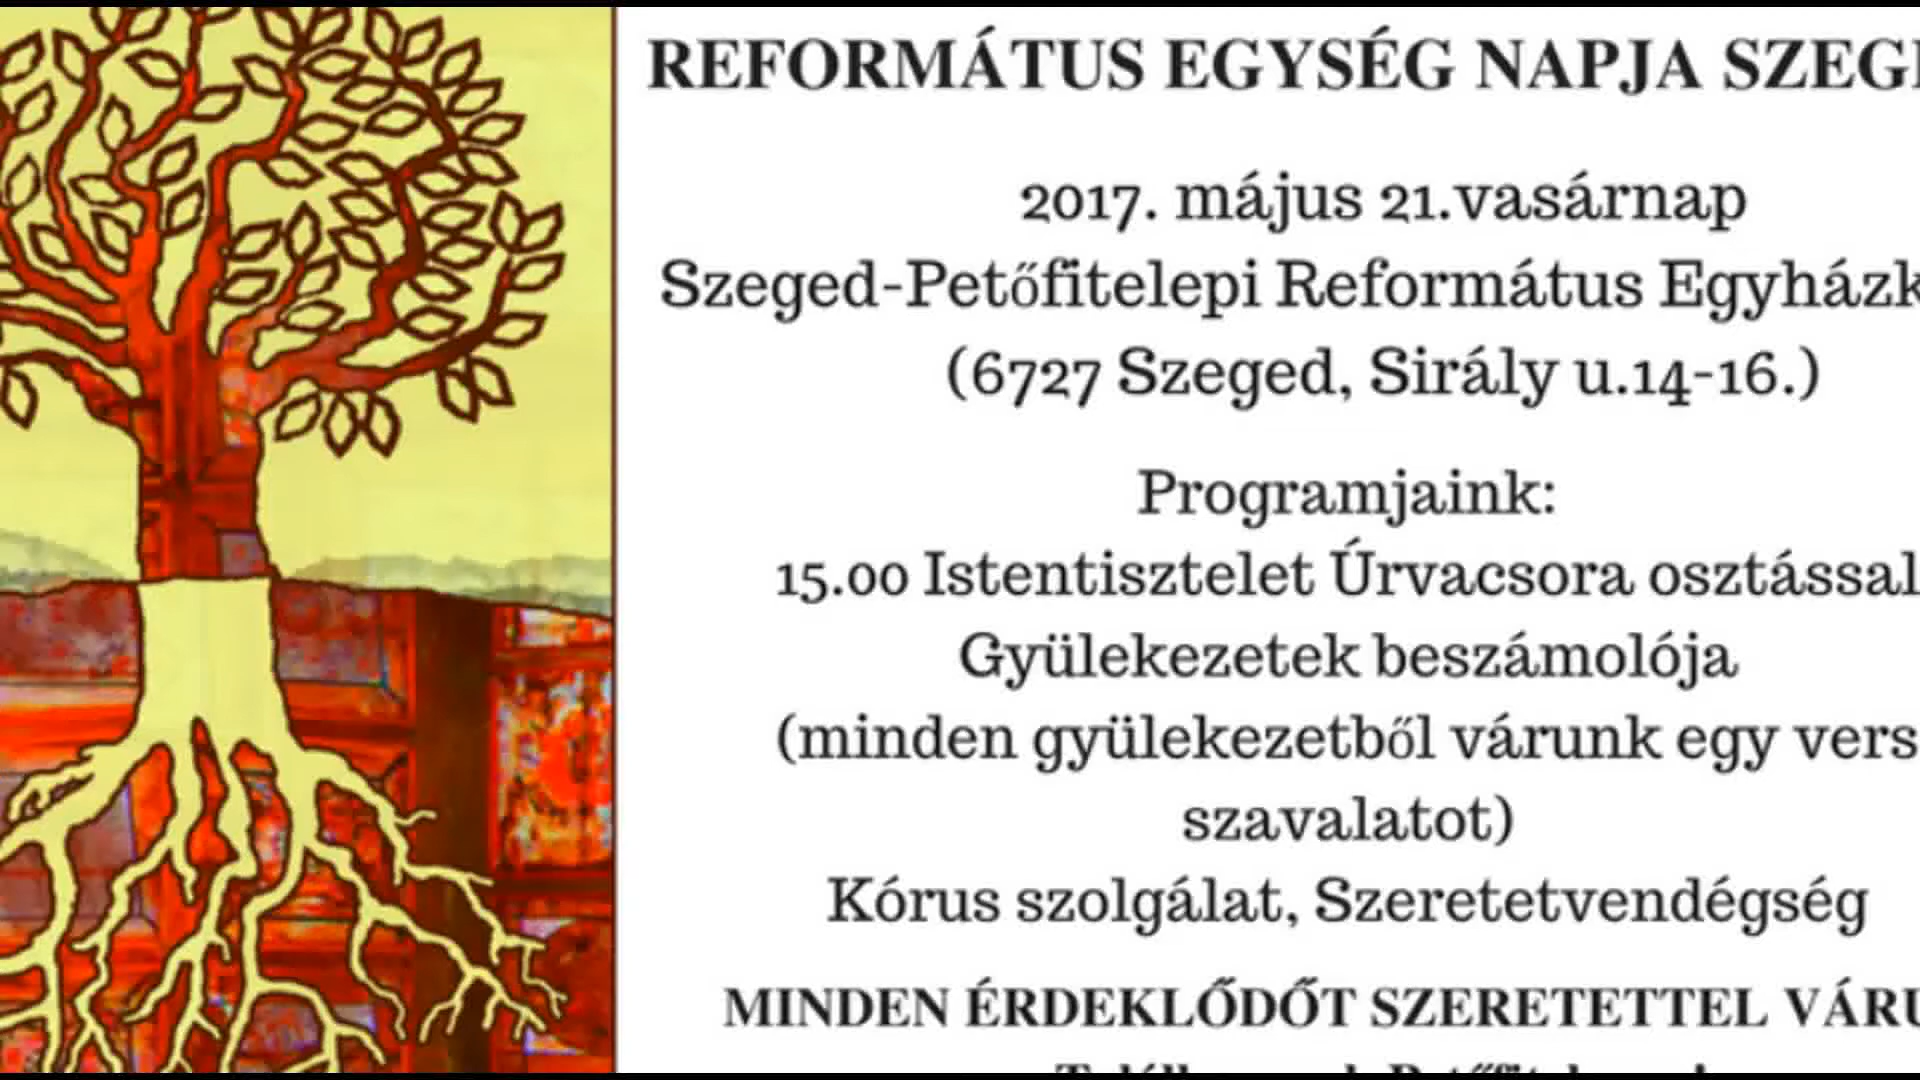 REFORMÁTUS EGYSÉG NAPJA
2017. május 21.vasárnap
Szeged-Petőfitelepi Református
(6727 Szeged, Sirály u.14-16.)
Programjaink:
15.00 Istentisztelet Úrvacsora osztással
Gyülekezetek beszámolója
(minden gyülekezetből várunk egy vers
szavalatot)
Kórus szolgálat, Szeretetvendégség
MINDEN ÉRDEKLŐDŐT SZERETETTEL